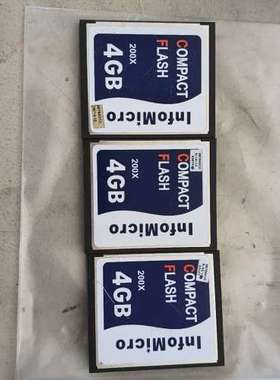 COMPACT
FLASH
200X
4GB
InfoMicro
COMPACT
FLASH
200X
4GB
InfoMicro
COMPACT
FLASH
200X
4GB
InfoMicro